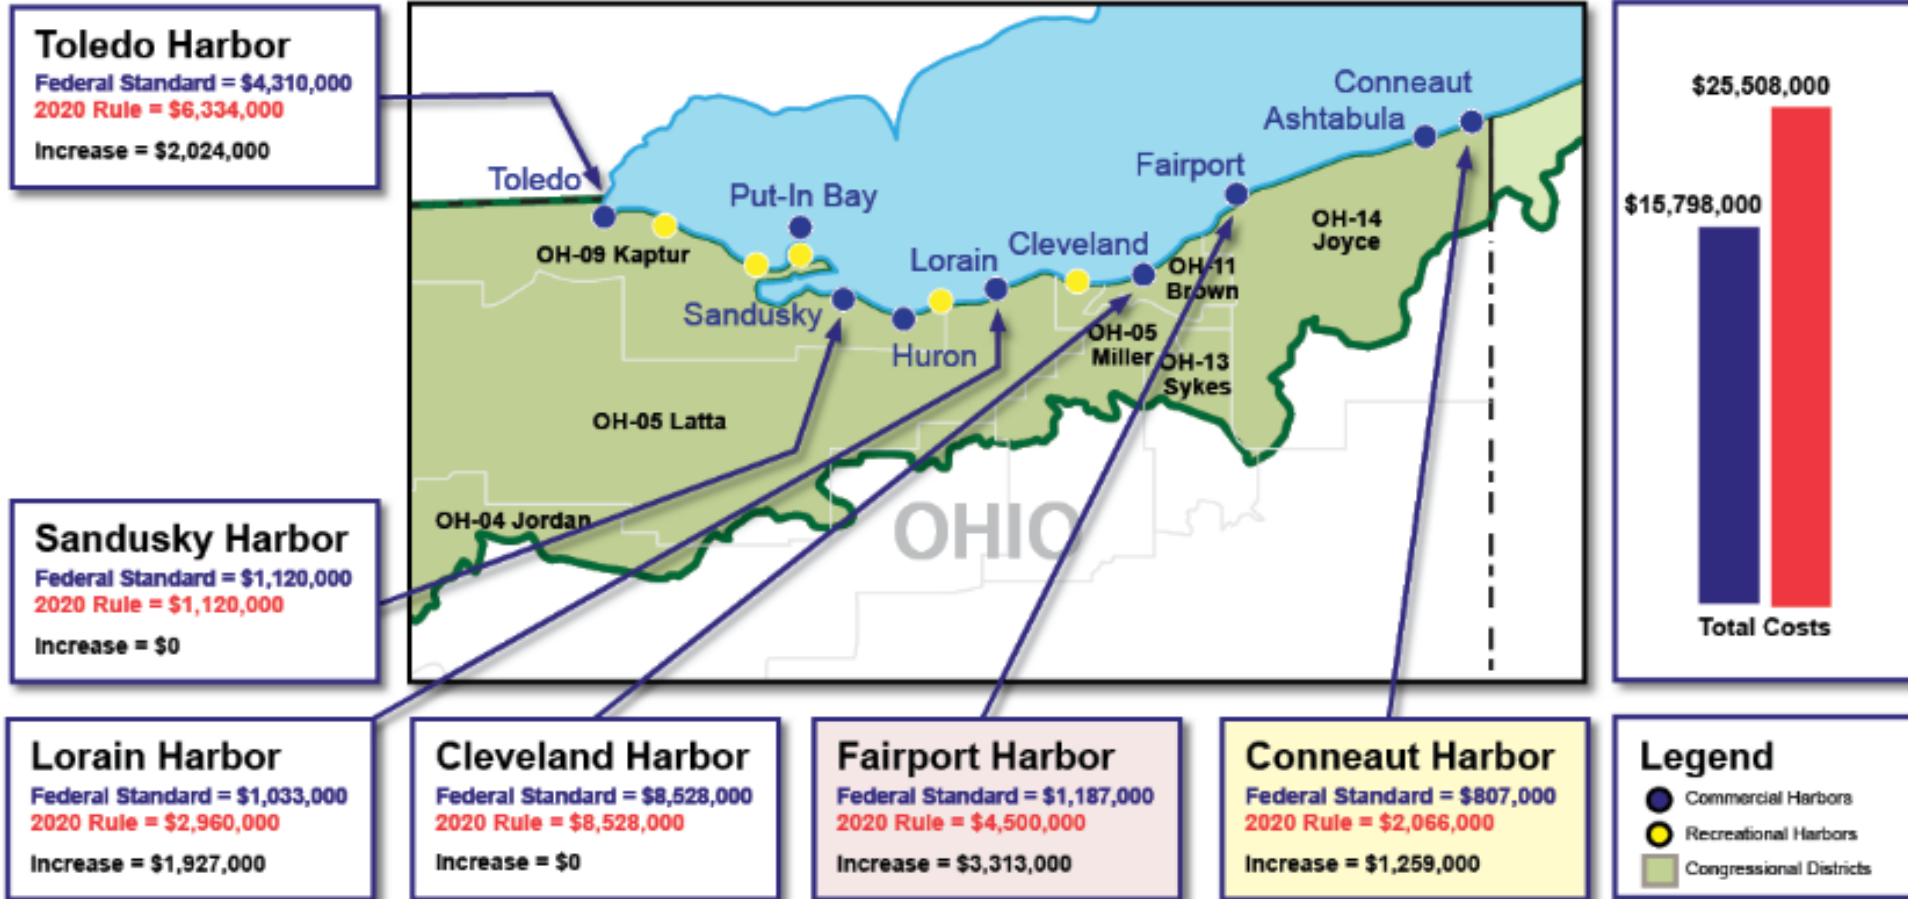 Toledo Harbor
Federal Standard = $4,310,000
2020 Rule = $6,334,000
Increase = $2,024,000
Sandusky Harbor
Federal Standard = $1,120,000
2020 Rule = $1,120,000
Increase = $0
Conneaut
Ashtabula
Fairport
Toledo
Put-In Bay
OH-14
Joyce
OH-09 Kaptur
Lorain
Cleveland
OH-11
Brown
Sandusky
Huron
OH-05
Miller
OH-13
Sykes
OH-05 Latta
OH-04 Jordan
OHIO
$25,508,000
$15,798,000
Total Costs
Lorain Harbor
Federal Standard = $1,033,000
2020 Rule = $2,960,000
Increase = $1,927,000
Cleveland Harbor
Federal Standard = $8,528,000
2020 Rule = $8,528,000
Increase = $0
Fairport Harbor
Federal Standard = $1,187,000
2020 Rule = $4,500,000
Increase = $3,313,000
Conneaut Harbor
Federal Standard = $807,000
2020 Rule = $2,066,000
Increase = $1,259,000
Legend
Commercial Harbors
Recreational Harbors
Congressional Districts